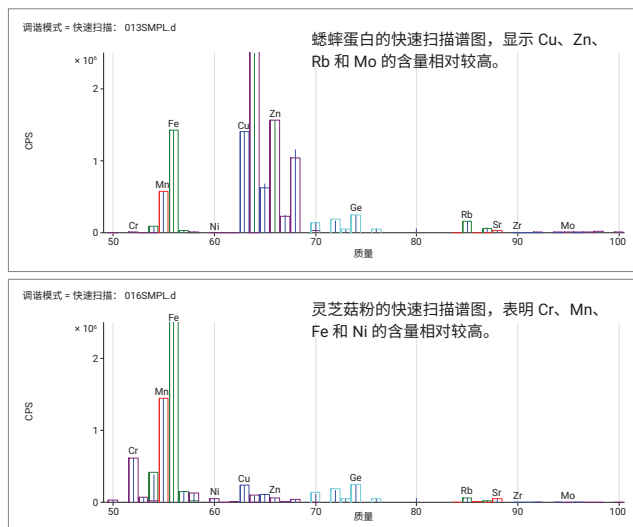 调谐模式 = 快速扫描： 013SMPL.d
蟋蟀蛋白的快速扫描谱图，显示 Cu、Zn、
Rb 和 Mo 的含量相对较高。
× 10⁶
2
1
0
CPS
Cr
Mn
Fe
Ni
Cu
Zn
Ge
Rb
Sr
Zr
Mo
50
60
70
80
90
100
质量
调谐模式 = 快速扫描： 016SMPL.d
灵芝菇粉的快速扫描谱图，表明 Cr、Mn、
Fe 和 Ni 的含量相对较高。
× 10⁶
2
1
0
CPS
Cr
Mn
Fe
Ni
Cu
Zn
Ge
Rb
Sr
Zr
Mo
50
60
70
80
90
100
质量